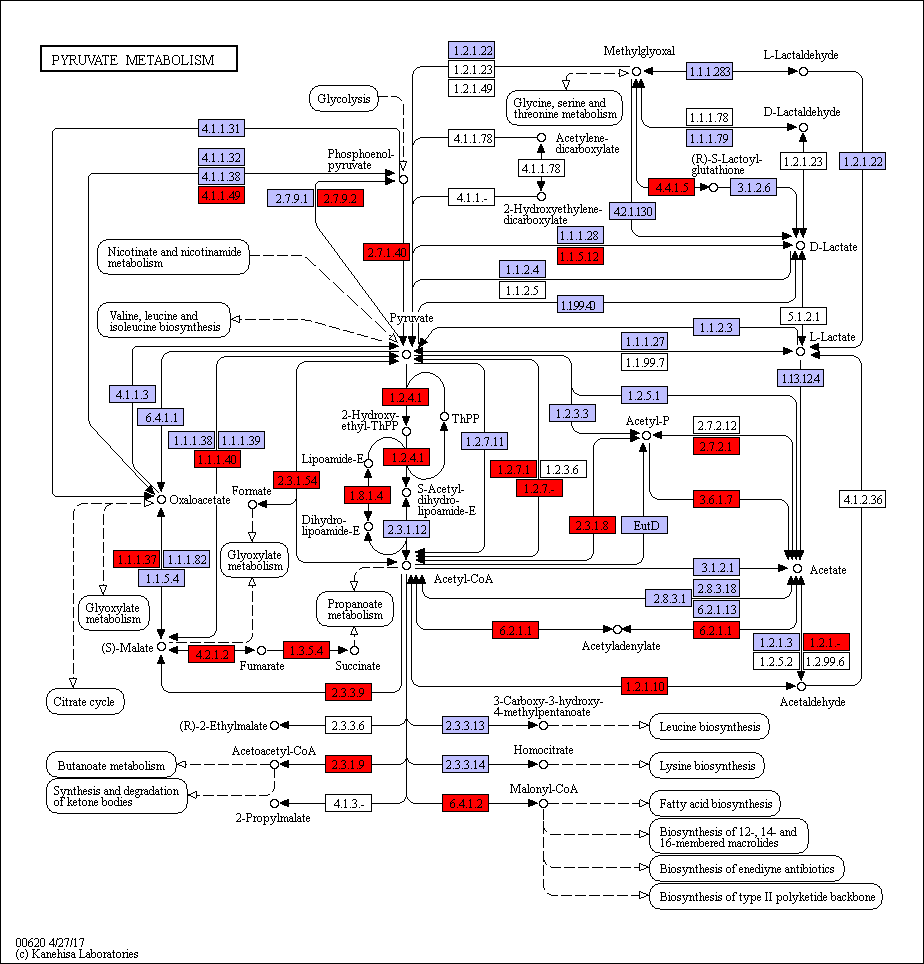 PYRUVATE METABOLISM
1.2.1.22
1.2.1.23
1.2.1.49
Methylglyoxal
1.1.1.283
L-Lactaldehyde
Glycolysis
Glycine, serine and
threonine metabolism
1.1.1.78
1.1.1.79
D-Lactaldehyde
4.1.1.31
4.1.1.32
4.1.1.38
4.1.1.49
Phosphoenol-
pyruvate
2.7.9.1
2.7.9.2
4.1.1.78
Acetylene-
dicarboxylate
4.1.1.78
4.1.1.-
2-Hydroxyethylene-
dicarboxylate
(R)-S-Lactoyl-
glutathione
4.4.1.5
3.1.2.6
1.2.1.23
1.2.1.22
4.2.1.130
Nicotinate and nicotinamide
metabolism
2.7.1.40
1.1.1.28
1.1.5.12
D-Lactate
1.1.2.4
1.1.2.5
1.1.99.40
Valine, leucine and
isoleucine biosynthesis
Pyruvate
5.1.2.1
1.1.2.3
L-Lactate
1.1.1.27
1.1.99.7
1.13.12.4
4.1.1.3
6.4.1.1
1.2.4.1
1.2.5.1
1.2.3.3
2-Hydroxy-
ethyl-ThPP
ThPP
Acetyl-P
2.7.2.12
2.7.2.1
1.1.1.38
1.1.1.39
1.1.1.40
1.2.7.11
Lipoamide-E
1.2.4.1
1.2.7.1
1.2.3.6
1.2.7.-
2.3.1.54
Formate
Oxaloacetate
1.8.1.4
S-Acetyl-
dihydro-
lipoamide-E
3.6.1.7
4.1.2.36
Dihydro-
lipoamide-E
2.3.1.12
2.3.1.8
EutD
1.1.1.37
1.1.1.82
1.1.5.4
Glyoxylate
metabolism
Acetyl-CoA
3.1.2.1
Acetate
2.8.3.18
2.8.3.1
6.2.1.13
Glyoxylate
metabolism
Propanoate
metabolism
6.2.1.1
6.2.1.1
Acetyladenylate
(S)-Malate
4.2.1.2
Fumarate
1.3.5.4
Succinate
1.2.1.3
1.2.1.-
1.2.5.2
1.2.99.6
Citrate cycle
2.3.3.9
1.2.1.10
Acetaldehyde
(R)-2-Ethylmalate
2.3.3.6
2.3.3.13
3-Carboxy-3-hydroxy-
4-methylpentanoate
Leucine biosynthesis
Butanoate metabolism
Acetoacetyl-CoA
2.3.1.9
2.3.3.14
Homocitrate
Lysine biosynthesis
Synthesis and degradation
of ketone bodies
2-Propylmalate
4.1.3.-
6.4.1.2
Malonyl-CoA
Fatty acid biosynthesis
Biosynthesis of 12-, 14- and
16-membered macrolides
Biosynthesis of enediyne antibiotics
Biosynthesis of type II polyketide backbone
00620 4/27/17
(c) Kanehisa Laboratories